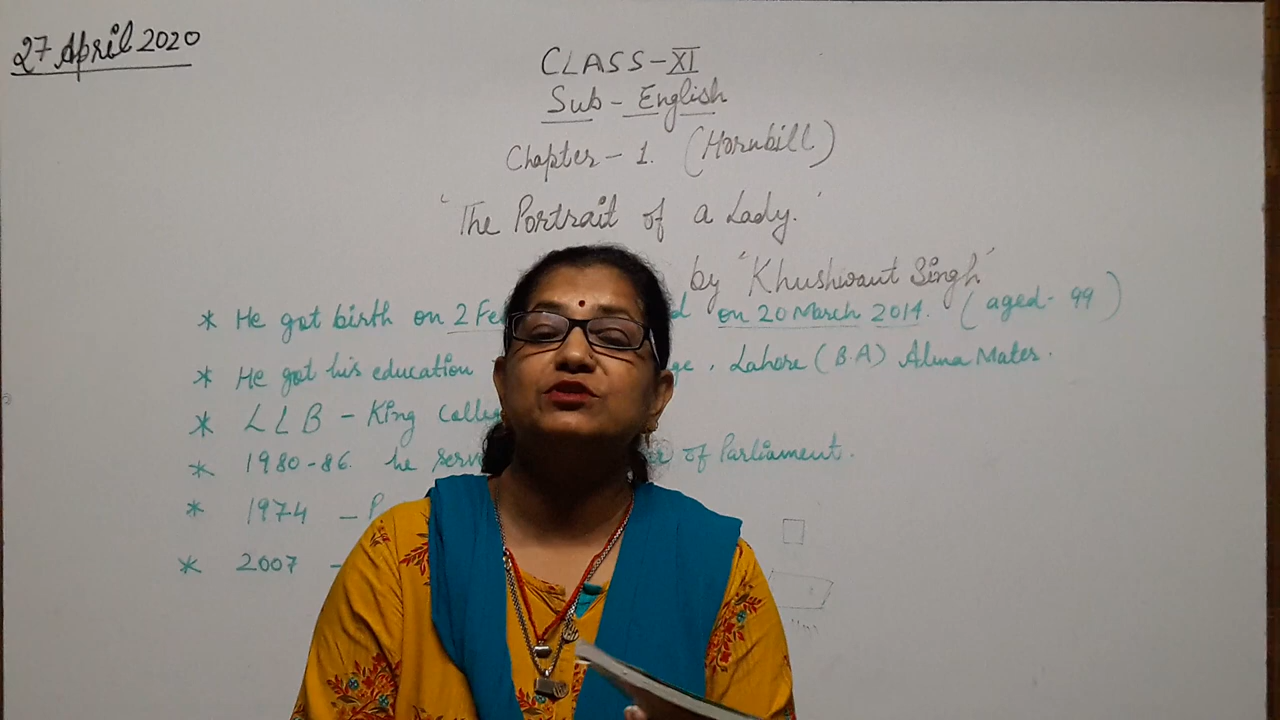 27 April 2020
CLASS-XI
Sub - English
Chapter - 1. (Hornbill)
'The Portrait of a Lady.'
by "Khushwant Singh"
* He got birth on 2 Fe d on 20 March 2014. (aged- 99)
* He got his education ge, Lahore (B.A) Alma Mater.
* LLB - King Colleg
* 1980-86. he serv of Parliament.
* 1974 - P
* 2007 -